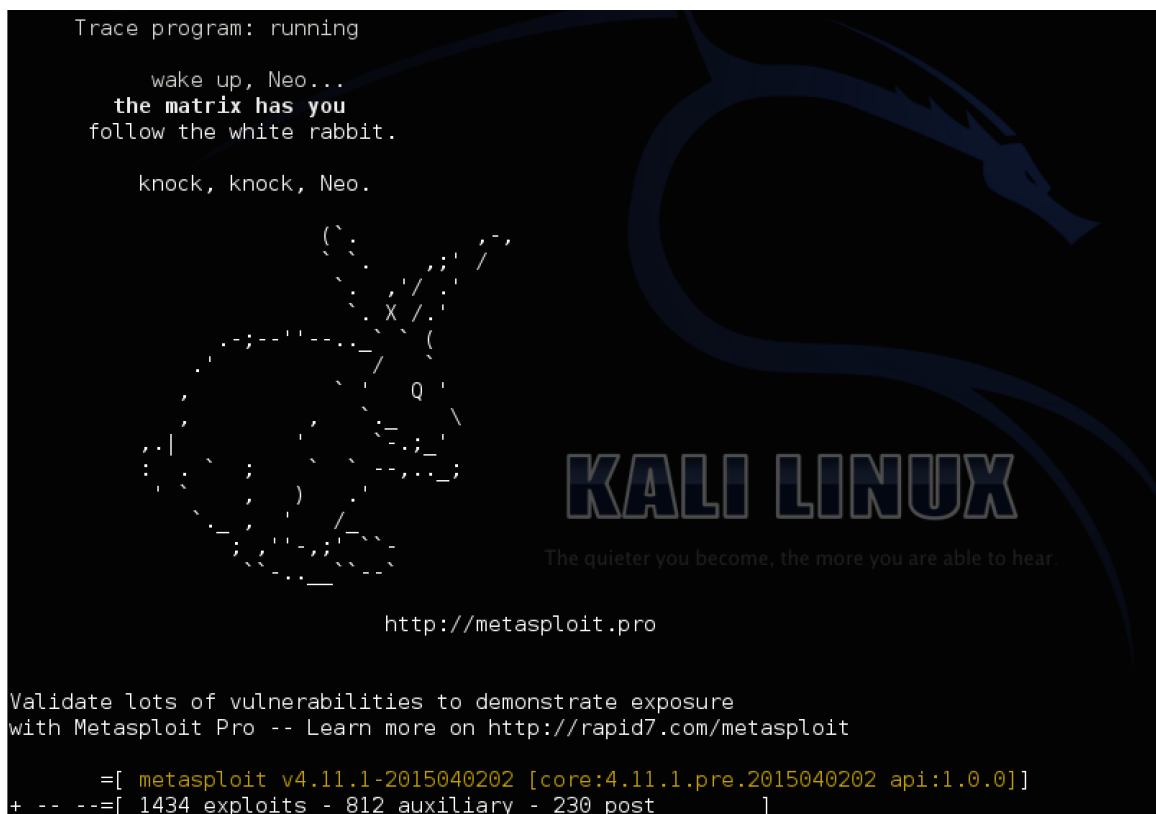 Trace program: running
wake up, Neo...
the matrix has you
follow the white rabbit.
knock, knock, Neo.
KALI LINUX
The quieter you become, the more you are able to hear.
http://metasploit.pro
Validate lots of vulnerabilities to demonstrate exposure
with Metasploit Pro -- Learn more on http://rapid7.com/metasploit
=[ metasploit v4.11.1-2015040202 [core:4.11.1.pre.2015040202 api:1.0.0]]
+ -- --=[ 1434 exploits - 812 auxiliary - 230 post ]